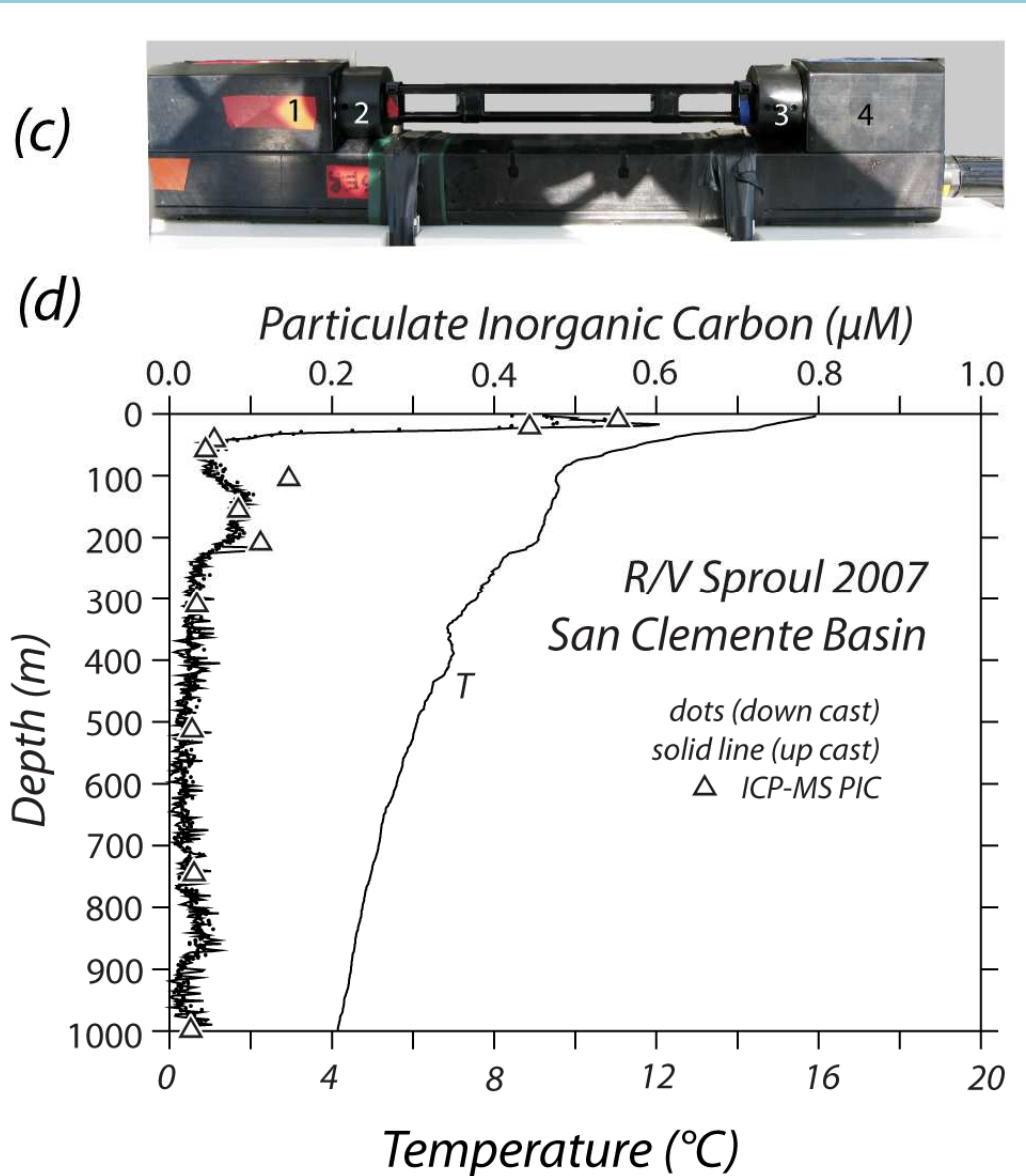 (c)
1 2 3 4
(d)
Particulate Inorganic Carbon (µM)
0.0 0.2 0.4 0.6 0.8 1.0
0
100
200
300
400
500
600
700
800
900
1000
Depth (m)
R/V Sproul 2007
San Clemente Basin
T
dots (down cast)
solid line (up cast)
△ ICP-MS PIC
0 4 8 12 16 20
Temperature (°C)